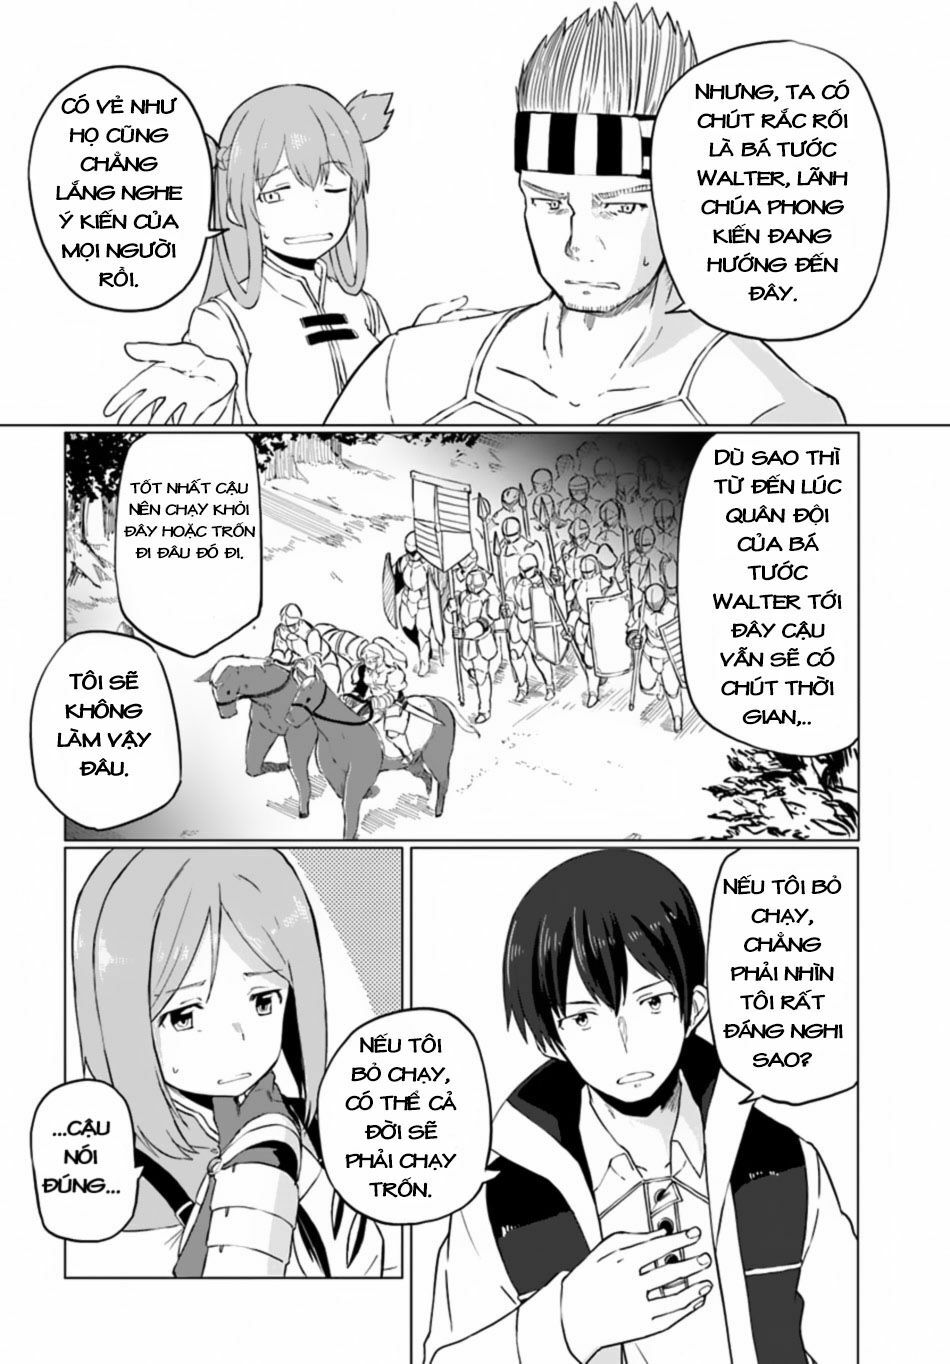 NHƯNG, TA CÓ
CHÚT RẮC RỐI
LÀ BÁ TƯỚC
WALTER, LÃNH
CHÚA PHONG
KIẾN ĐANG
HƯỚNG ĐẾN
ĐÂY.
CÓ VẺ NHƯ
HỌ CŨNG
CHẲNG
LẮNG NGHE
Ý KIẾN CỦA
MỌI NGƯỜI
RỒI.
DÙ SAO THÌ
TỪ ĐẾN LÚC
QUÂN ĐỘI
CỦA BÁ
TƯỚC
WALTER TỚI
ĐÂY CẬU
VẪN SẼ CÓ
CHÚT THỜI
GIAN,..
TỐT NHẤT CẬU
NÊN CHẠY KHỎI
ĐÂY HOẶC TRỐN
ĐI ĐÂU ĐÓ ĐI.
TÔI SẼ
KHÔNG
LÀM VẬY
ĐÂU.
NẾU TÔI BỎ
CHẠY,
CHẲNG
PHẢI NHÌN
TÔI RẤT
ĐÁNG NGHI
SAO?
NẾU TÔI
BỎ CHẠY,
CÓ THỂ CẢ
ĐỜI SẼ
PHẢI CHẠY
TRỐN.
...CẬU
NÓI
ĐÚNG...